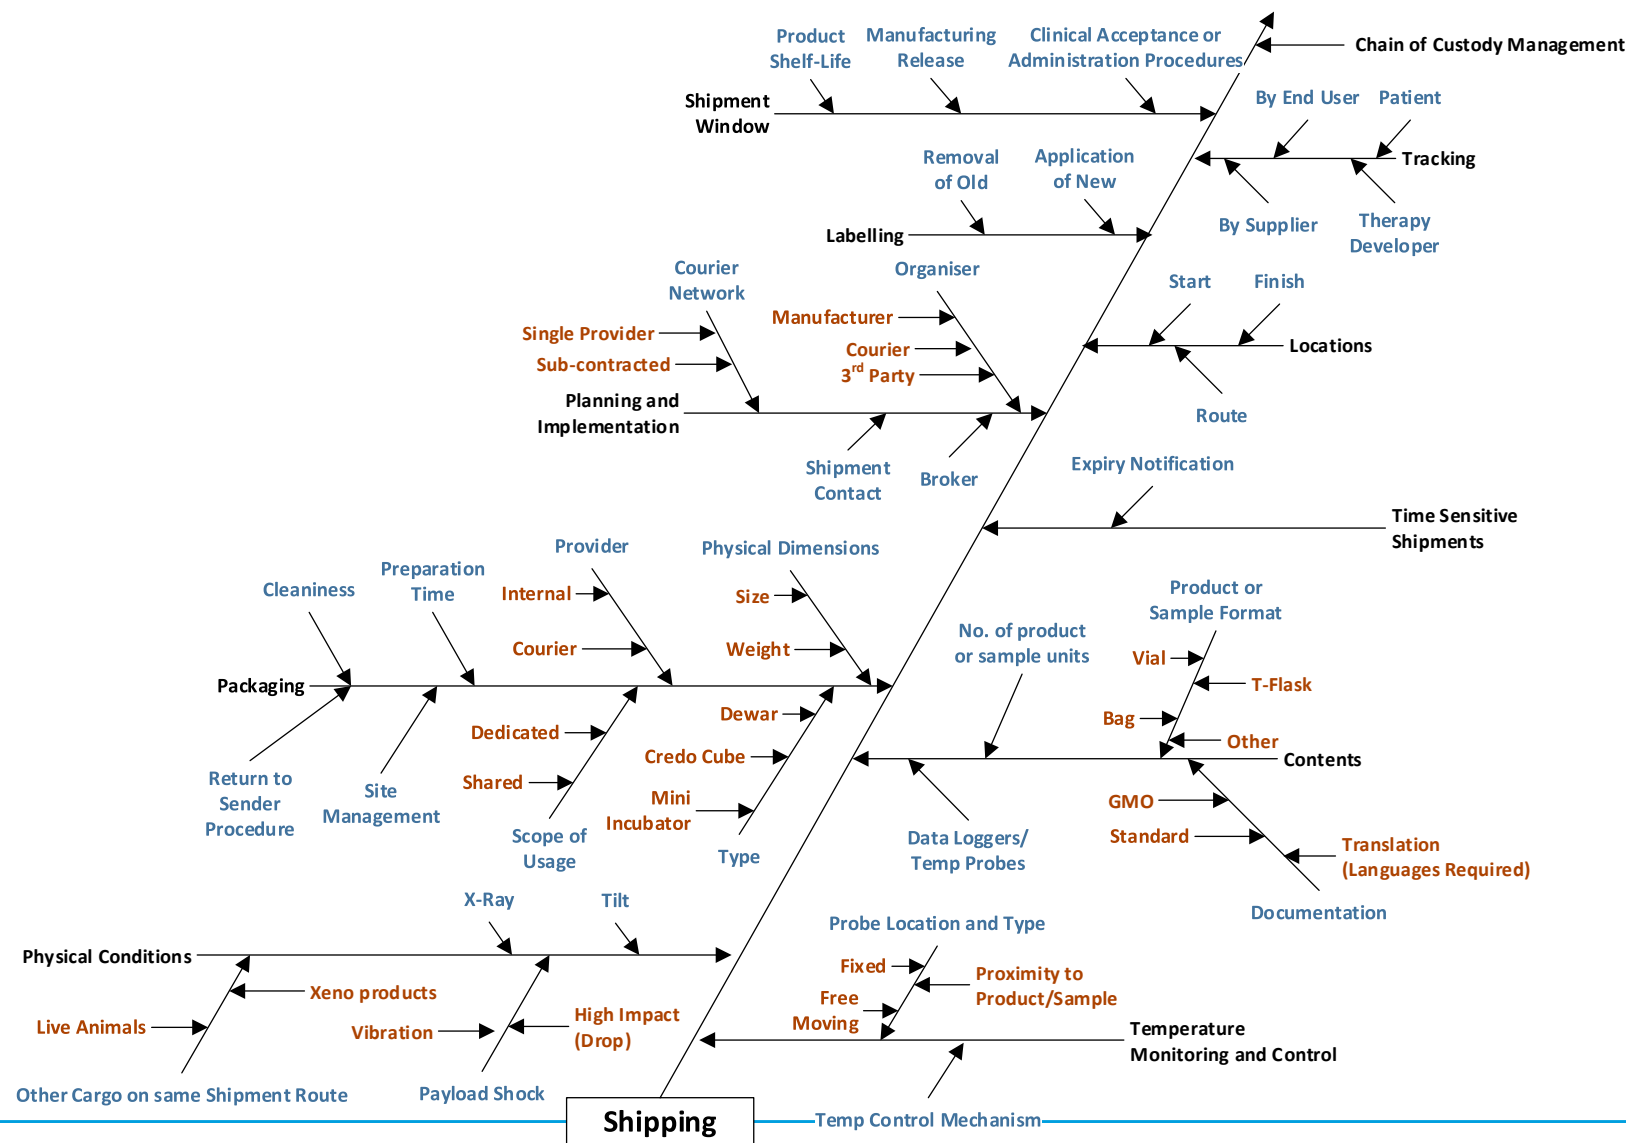 Product
Shelf-Life
Manufacturing
Release
Clinical Acceptance or
Administration Procedures
Chain of Custody Management
Shipment
Window
By End User
Patient
Tracking
By Supplier
Therapy
Developer
Removal
of Old
Application
of New
Labelling
Courier
Network
Single Provider
Sub-contracted
Organiser
Manufacturer
Courier
3rd Party
Planning and
Implementation
Shipment
Contact
Broker
Start
Finish
Locations
Route
Expiry Notification
Time Sensitive
Shipments
Cleaniness
Preparation
Time
Provider
Internal
Courier
Physical Dimensions
Size
Weight
Packaging
Return to
Sender
Procedure
Site
Management
Dedicated
Shared
Scope of
Usage
Dewar
Credo Cube
Mini
Incubator
Type
No. of product
or sample units
Product or
Sample Format
Vial
T-Flask
Bag
Other
Contents
Data Loggers/
Temp Probes
GMO
Standard
Translation
(Languages Required)
Documentation
X-Ray
Tilt
Physical Conditions
Xeno products
Live Animals
Other Cargo on same Shipment Route
Vibration
High Impact
(Drop)
Payload Shock
Probe Location and Type
Fixed
Proximity to
Product/Sample
Free
Moving
Temperature
Monitoring and Control
Temp Control Mechanism
Shipping